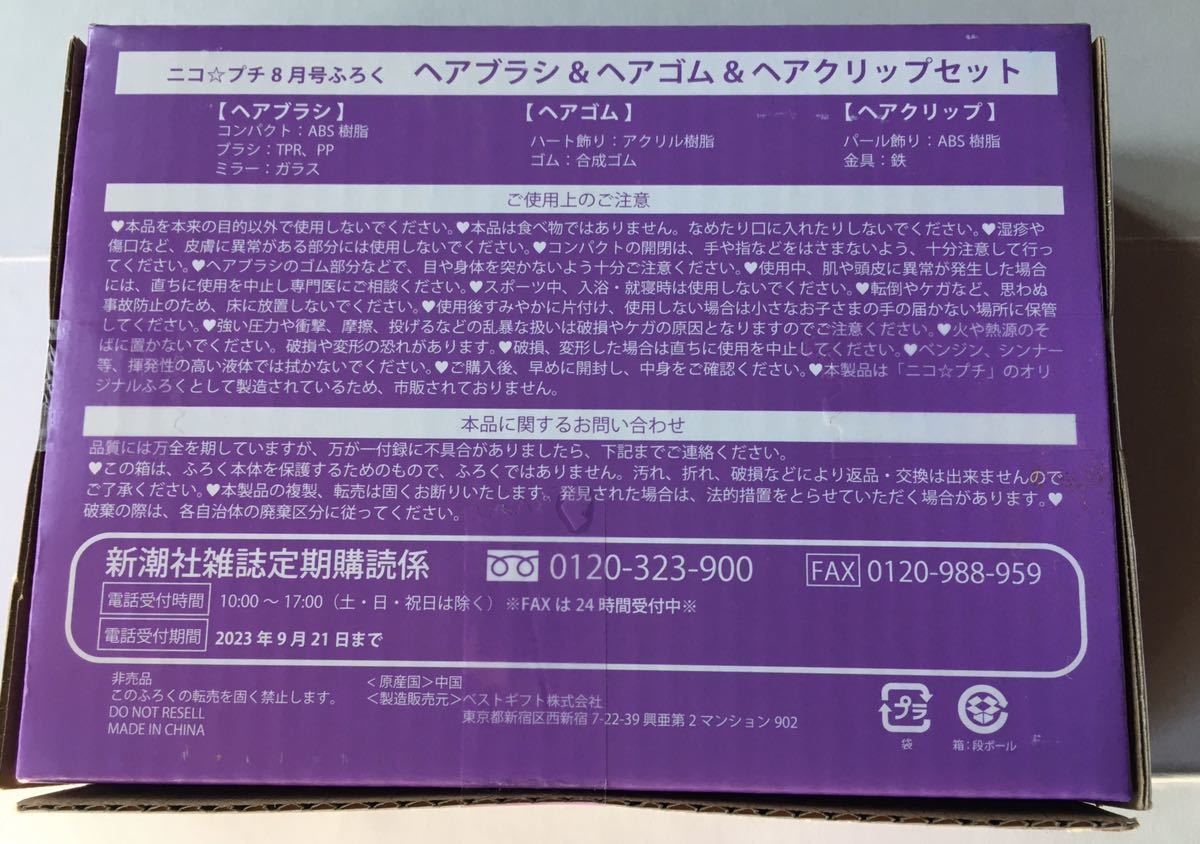 ニコ☆プチ8月号ふろく ヘアブラシ&ヘアゴム&ヘアクリップセット
【ヘアブラシ】
コンパクト：ABS樹脂
ブラシ：TPR、PP
ミラー：ガラス
【ヘアゴム】
ハート飾り：アクリル樹脂
ゴム：合成ゴム
【ヘアクリップ】
パール飾り：ABS樹脂
金具：鉄
ご使用上のご注意
♥本品を本来の目的以外で使用しないでください。♥本品は食べ物ではありません。なめたり口に入れたりしないでください。♥湿疹や
傷口など、皮膚に異常がある部分には使用しないでください。♥コンパクトの開閉は、手や指などをはさまないよう、十分注意して行っ
てください。♥ヘアブラシのゴム部分などで、目や身体を突かないよう十分ご注意ください。♥使用中、肌や頭皮に異常が発生した場合
には、直ちに使用を中止し専門医にご相談ください。♥スポーツ中、入浴・就寝時は使用しないでください。♥転倒やケガなど、思わぬ
事故防止のため、床に放置しないでください。♥使用後すみやかに片付け、使用しない場合は小さなお子さまの手の届かない場所に保管
してください。♥強い圧力や衝撃、摩擦、投げるなどの乱暴な扱いは破損やケガの原因となりますのでご注意ください。♥火や熱源のそ
ばに置かないでください。破損や変形の恐れがあります。♥破損、変形した場合は直ちに使用を中止してください。♥ベンジン、シンナー
等、揮発性の高い液体では拭かないでください。♥ご購入後、早めに開封し、中身をご確認ください。♥本製品は「ニコ☆プチ」のオリ
ジナルふろくとして製造されているため、市販されておりません。
本品に関するお問い合わせ
品質には万全を期していますが、万が一付録に不具合がありましたら、下記までご連絡ください。
♥この箱は、ふろく本体を保護するためのもので、ふろくではありません。汚れ、折れ、破損などにより返品・交換は出来ませんので
ご了承ください。♥本製品の複製、転売は固くお断りいたします。発見された場合は、法的措置をとらせていただく場合があります。♥
破棄の際は、各自治体の廃棄区分に従ってください。
新潮社雑誌定期購読係 0120-323-900 FAX 0120-988-959
電話受付時間 10:00～17:00（土・日・祝日は除く）※FAXは24時間受付中※
電話受付期間 2023年9月21日まで
非売品
このふろくの転売を固く禁止します。
DO NOT RESELL
MADE IN CHINA
＜原産国＞中国
＜製造販売元＞ベストギフト株式会社
東京都新宿区西新宿7-22-39 興亜第2マンション902
プラ
袋
箱：段ボール